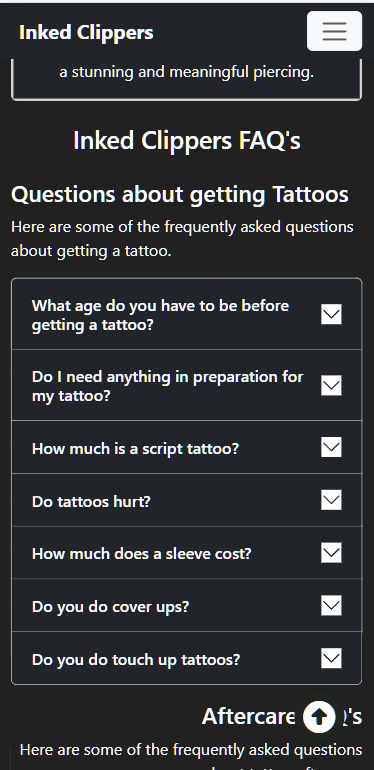 Inked Clippers
a stunning and meaningful piercing.
Inked Clippers FAQ's
Questions about getting Tattoos
Here are some of the frequently asked questions
about getting a tattoo.
What age do you have to be before
getting a tattoo?
Do I need anything in preparation for
my tattoo?
How much is a script tattoo?
Do tattoos hurt?
How much does a sleeve cost?
Do you do cover ups?
Do you do touch up tattoos?
Aftercare 's
Here are some of the frequently asked questions